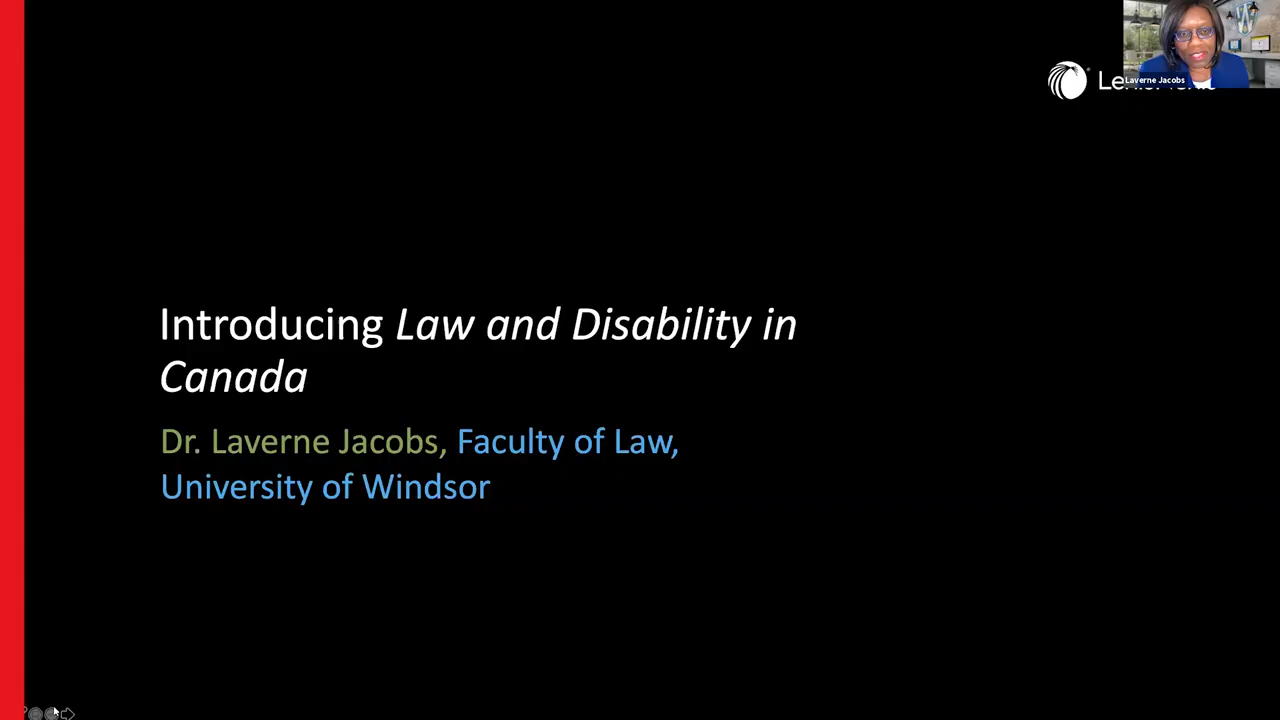 Laverne Jacobs
Introducing Law and Disability in
Canada
Dr. Laverne Jacobs, Faculty of Law,
University of Windsor